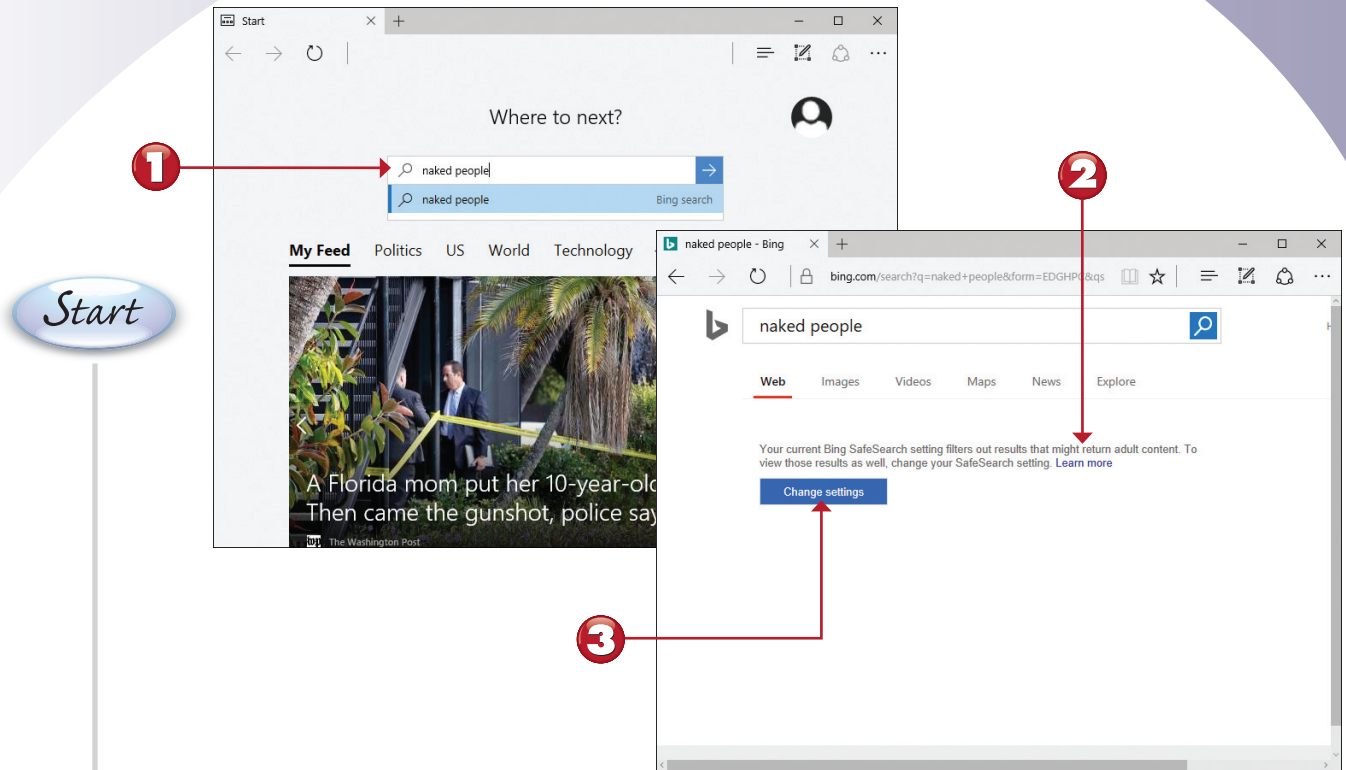 Start
Where to next?
1
naked people
naked people Bing search
My Feed Politics US World Technology
Start
A Florida mom put her 10-year-old
Then came the gunshot, police say
wp The Washington Post
2
naked people - Bing
bing.com/search?q=naked+people&form=EDGHPC&qs
naked people
H
Web Images Videos Maps News Explore
Your current Bing SafeSearch setting filters out results that might return adult content. To
view those results as well, change your SafeSearch setting. Learn more
Change settings
3